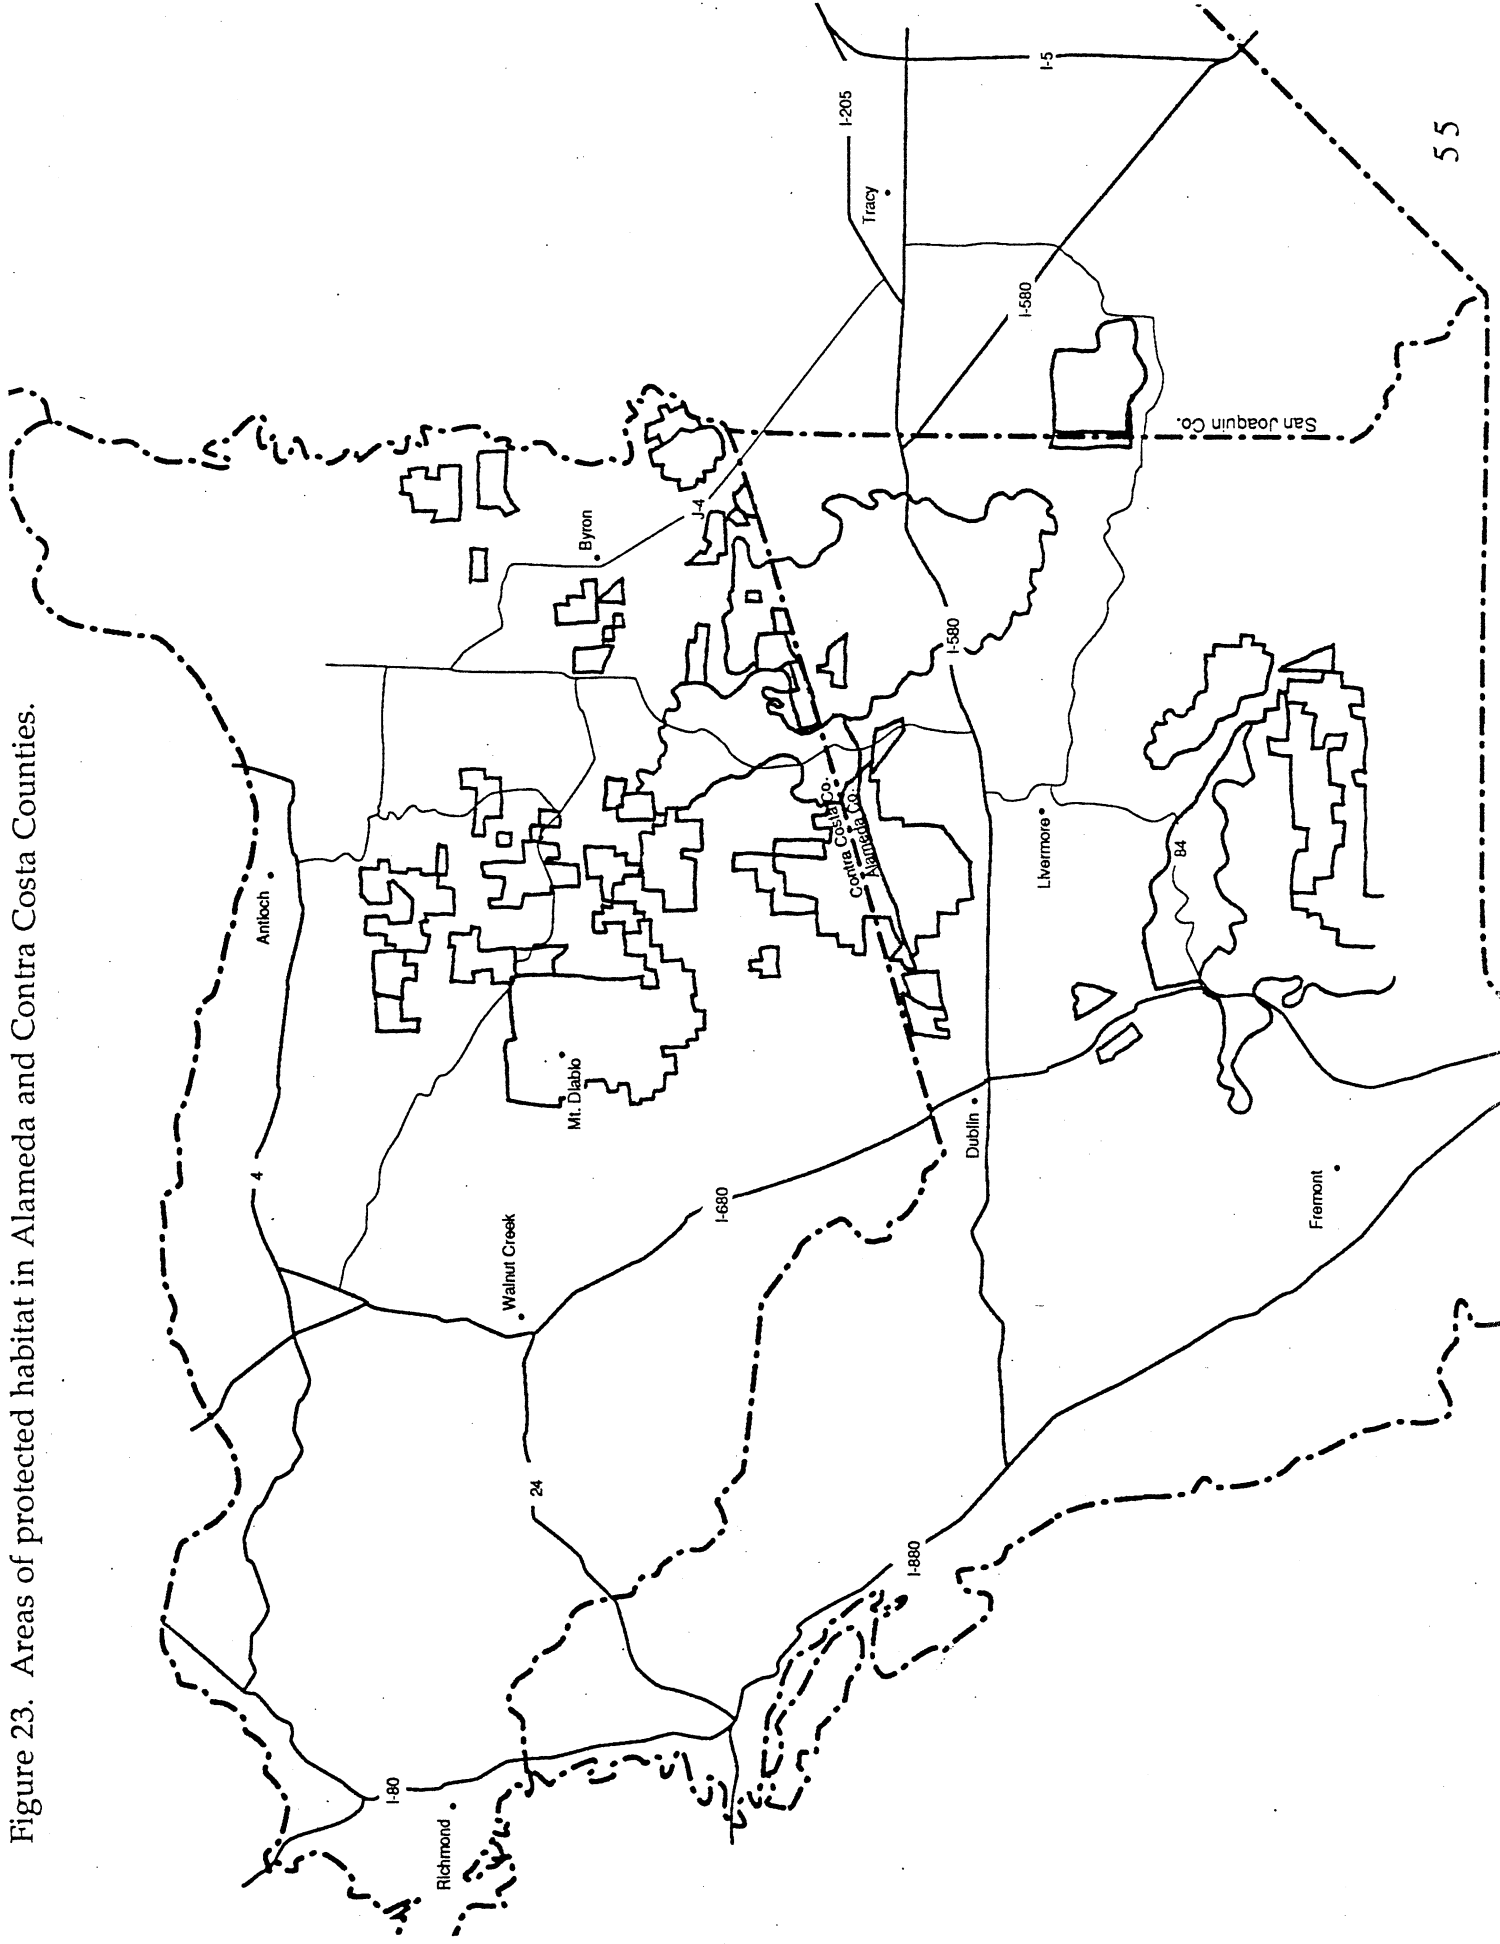 Figure 23. Areas of protected habitat in Alameda and Contra Costa Counties.
Richmond
I-80
Walnut Creek
24
4
Antioch
Mt. Diablo
I-680
Byron
J-4
Contra Costa Co.
Alameda Co.
I-880
Dublin
Livermore
I-580
Fremont
84
San Joaquin Co.
I-580
Tracy
I-205
I-5
55